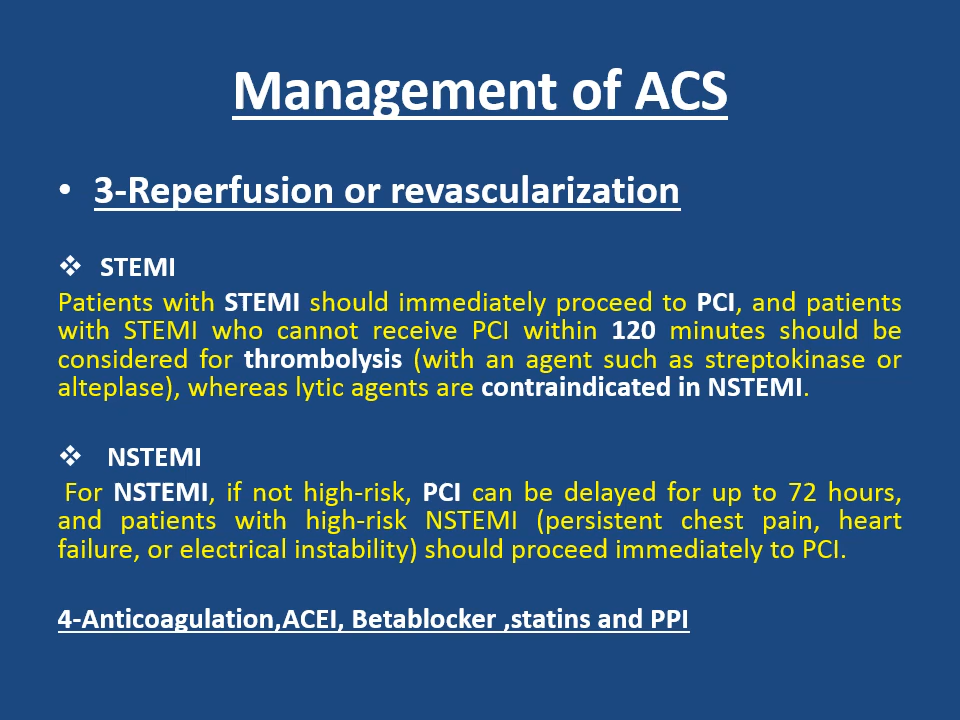 Management of ACS
• 3-Reperfusion or revascularization
❖ STEMI
Patients with STEMI should immediately proceed to PCI, and patients
with STEMI who cannot receive PCI within 120 minutes should be
considered for thrombolysis (with an agent such as streptokinase or
alteplase), whereas lytic agents are contraindicated in NSTEMI.
❖ NSTEMI
For NSTEMI, if not high-risk, PCI can be delayed for up to 72 hours,
and patients with high-risk NSTEMI (persistent chest pain, heart
failure, or electrical instability) should proceed immediately to PCI.
4-Anticoagulation,ACEI, Betablocker ,statins and PPI